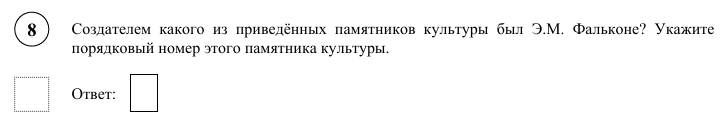 8
Создателем какого из приведённых памятников культуры был Э.М. Фальконе? Укажите
порядковый номер этого памятника культуры.
Ответ: